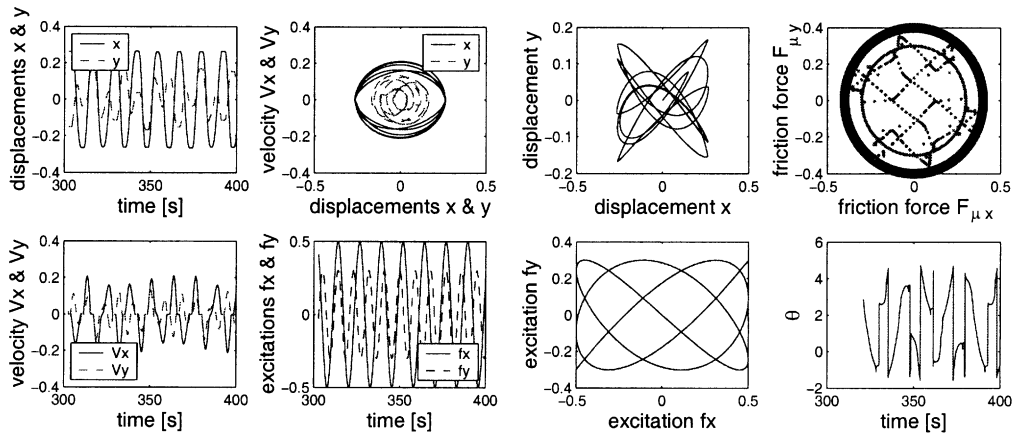 displacements x & y
0.4
0.2
0
−0.2
−0.4
x
y
300
350
400
time [s]
velocity Vx & Vy
0.4
0.2
0
−0.2
−0.4
x
y
−0.5
0
0.5
displacements x & y
displacement y
0.2
0.1
0
−0.1
0.2
−0.5
0
0.5
displacement x
friction force F μ y
0.4
0.2
0
−0.2
−0.4
−0.5
0
0.5
friction force F μ x
velocity Vx & Vy
0.4
0.2
0
−0.2
−0.4
Vx
Vy
300
350
400
time [s]
excitations fx & fy
0.5
0
−0.5
fx
fy
300
350
400
time [s]
excitation fy
0.4
0.2
0
−0.2
−0.4
−0.5
0
0.5
excitation fx
θ
6
4
2
0
−2
300
350
400
time [s]